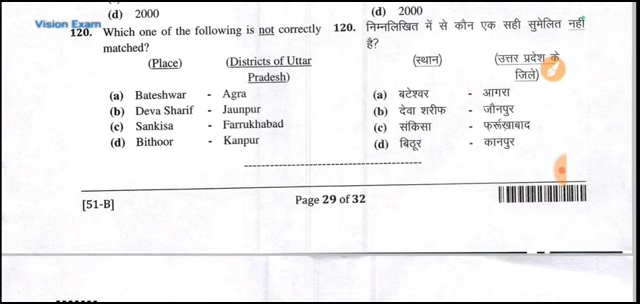 (d) 2000
(d) 2000
Vision Exam
120. Which one of the following is not correctly matched?
(Place) (Districts of Uttar Pradesh)
(a) Bateshwar - Agra
(b) Deva Sharif - Jaunpur
(c) Sankisa - Farrukhabad
(d) Bithoor - Kanpur
120. निम्नलिखित में से कौन एक सही सुमेलित नहीं है?
(स्थान) (उत्तर प्रदेश के जिले)
(a) बटेश्वर - आगरा
(b) देवा शरीफ - जौनपुर
(c) संकिसा - फर्रुखाबाद
(d) बिठूर - कानपुर
[51-B]
Page 29 of 32